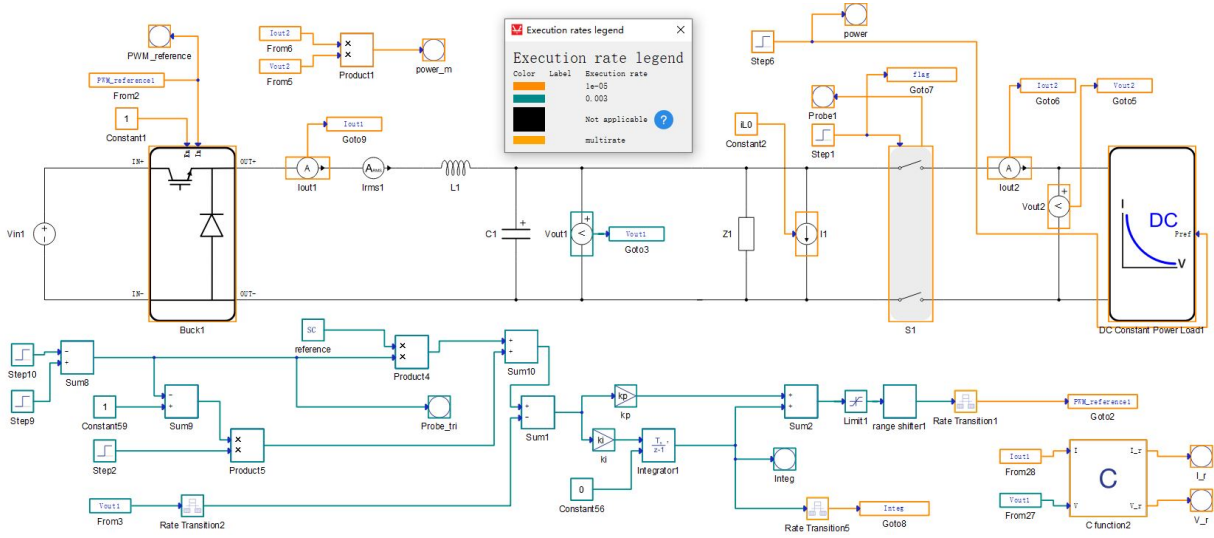 PWM_reference
PWM_reference1
From2
1
Constant1
Iout2
From6
Vout2
From5
×
×
Product1
power_m
Execution rates legend
Execution rate legend
Color Label Execution rate
1e-05
0.003
Not applicable ?
multirate
power
Step6
flag
Goto7
Probe1
Step1
iL0
Constant2
Iout2
Goto6
Vout2
Goto5
Iout1
Goto9
IN+
En
In
OUT+
A
Iout1
A RMS
Irms1
L1
Vin1
C1
+
Vout1
+
Vout1
Goto3
Z1
I1
A
Iout2
Vout2
+
I
DC
V
Pref
IN-
OUT-
Buck1
S1
DC Constant Power Load1
Step10
-
+
Sum8
Step9
SC
reference
×
×
Product4
+
+
Sum10
1
Constant59
-
+
Sum9
Step2
×
×
Product5
Probe_tri
+
-
Sum1
kp
kp
ki
ki
Integrator1
z-1
0
Constant56
+
+
Sum2
Limit1
range shifter1
Rate Transition1
PWM_reference1
Goto2
Integ
Rate Transition5
Integ
Goto8
Vout1
From3
Rate Transition2
Iout1
From28
Vout1
From27
I
V
C
I_r
V_r
C function2
I_r
V_r